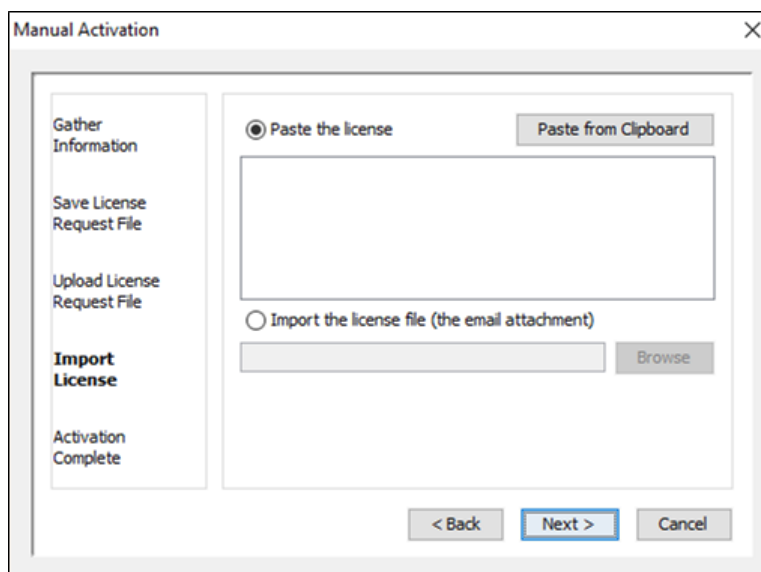 Manual Activation
Gather
Information
Save License
Request File
Upload License
Request File
Import
License
Activation
Complete
Paste the license
Paste from Clipboard
Import the license file (the email attachment)
Browse
< Back
Next >
Cancel